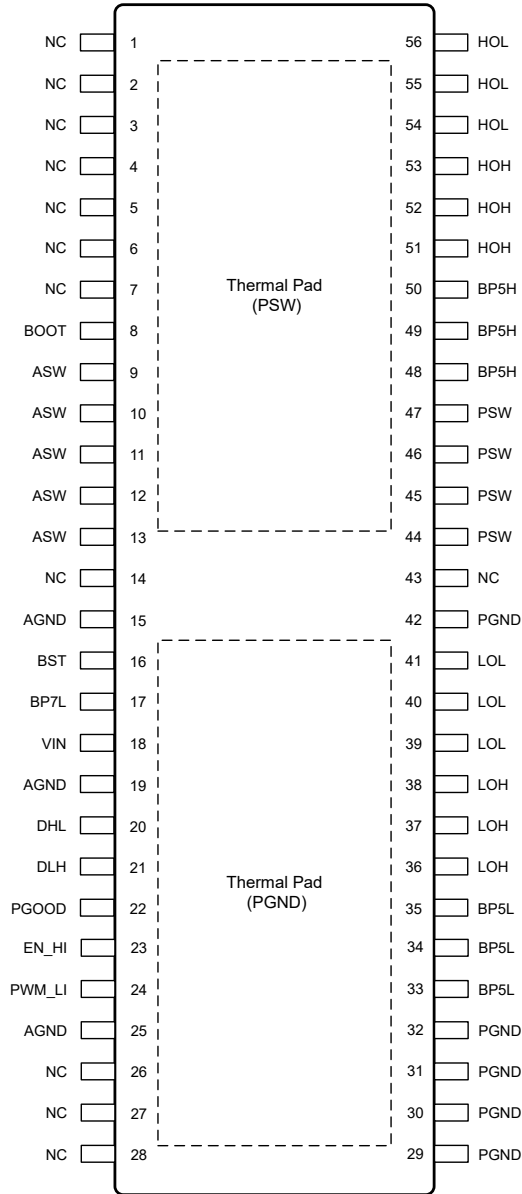 NC 1 56 HOL
NC 2 55 HOL
NC 3 54 HOL
NC 4 53 HOH
NC 5 52 HOH
NC 6 51 HOH
NC 7 Thermal Pad 50 BP5H
(PSW)
BOOT 8 49 BP5H
ASW 9 48 BP5H
ASW 10 47 PSW
ASW 11 46 PSW
ASW 12 45 PSW
ASW 13 44 PSW
NC 14 43 NC
AGND 15 42 PGND
BST 16 41 LOL
BP7L 17 40 LOL
VIN 18 39 LOL
AGND 19 38 LOH
DHL 20 37 LOH
DLH 21 36 LOH
Thermal Pad
PGOOD 22 (PGND) 35 BP5L
EN_HI 23 34 BP5L
PWM_LI 24 33 BP5L
AGND 25 32 PGND
NC 26 31 PGND
NC 27 30 PGND
NC 28 29 PGND